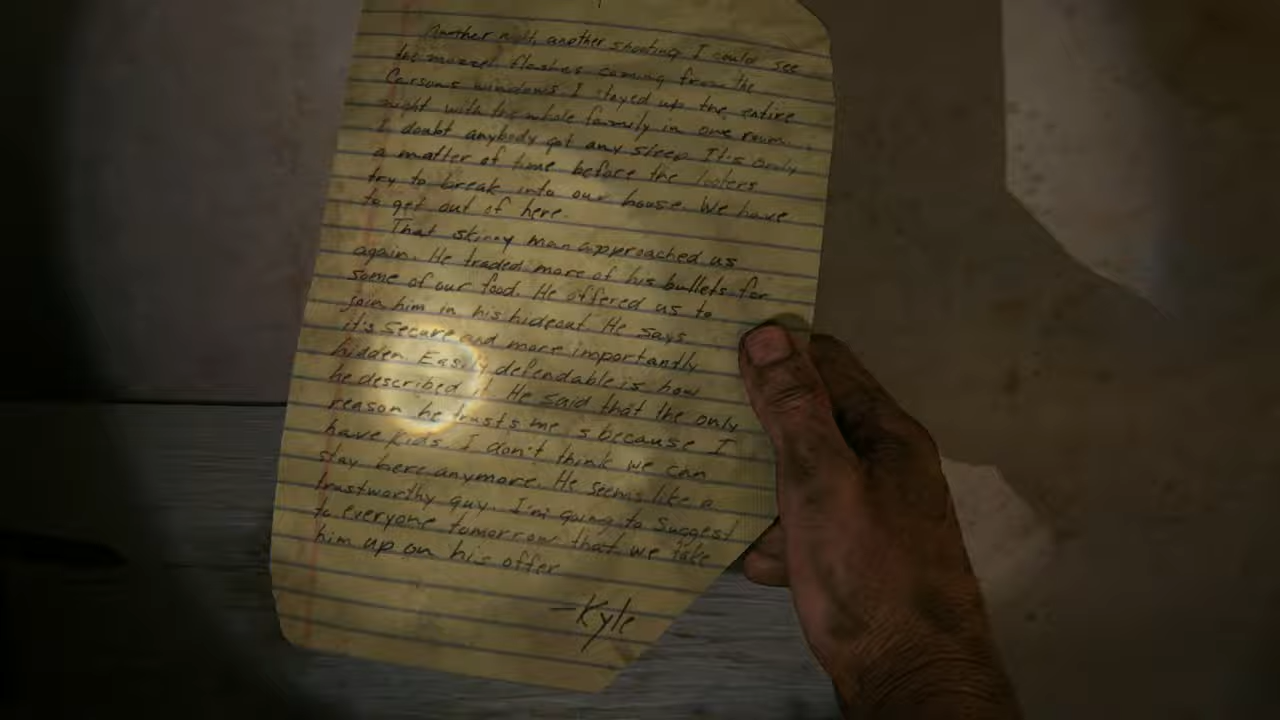 Another night, another shooting. I could see
the muzzel flashes coming from the
Carsons windows. I stayed up the entire
night with the whole family in one room.
I doubt anybody got any sleep. It's only
a matter of time before the looters
try to break into our house. We have
to get out of here.
That skinny man approached us
again. He traded more of his bullets for
some of our food. He offered us to
join him in his hideout. He says
it's secure and more importantly
hidden. Easily defendable is how
he described it. He said that the only
reason he trusts me is because I
have kids. I don't think we can
stay here anymore. He seems like a
trustworthy guy. I'm going to suggest
to everyone tomorrow that we take
him up on his offer
—Kyle